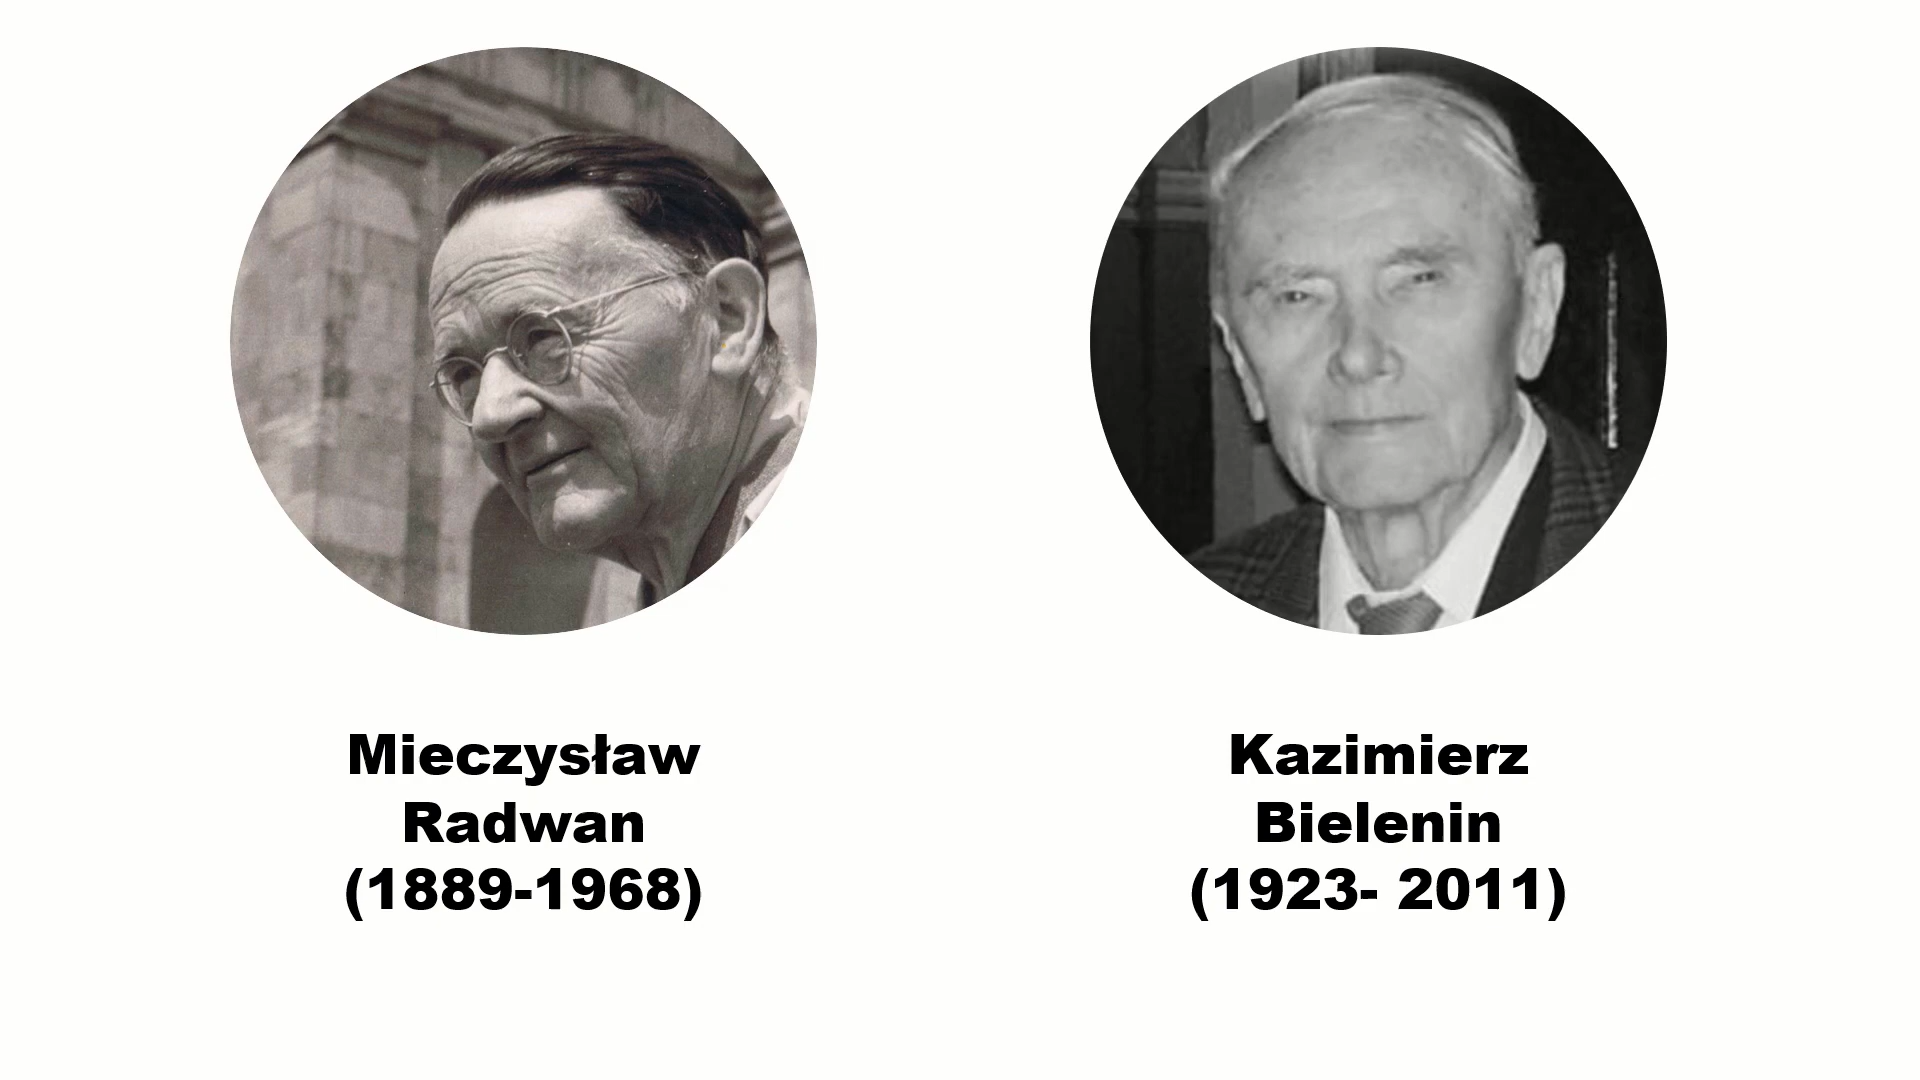 Mieczysław
Radwan
(1889-1968)
Kazimierz
Bielenin
(1923- 2011)